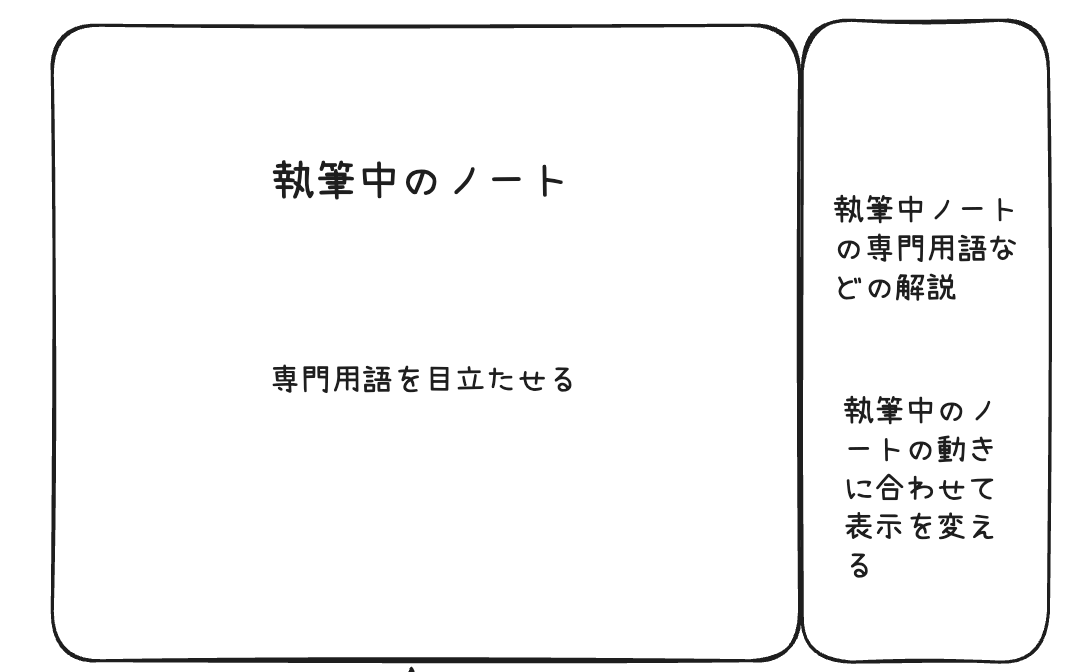 執筆中のノート
専門用語を目立たせる
執筆中ノート
の専門用語な
どの解説
執筆中のノ
ートの動き
に合わせて
表示を変え
る